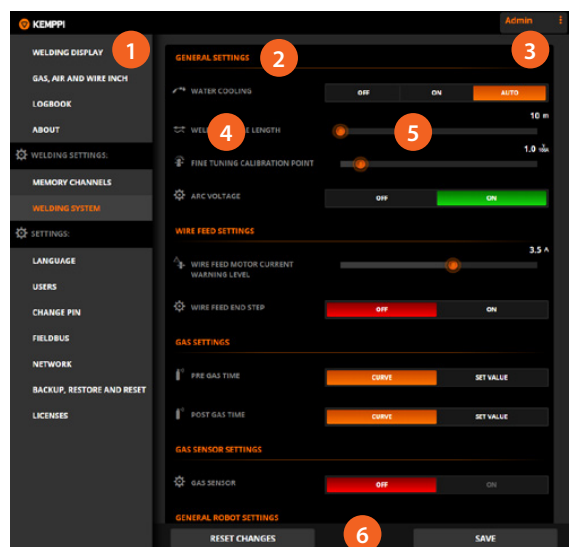 KEMPPI
Admin
WELDING DISPLAY
GAS, AIR AND WIRE INCH
LOGBOOK
ABOUT
WELDING SETTINGS:
MEMORY CHANNELS
WELDING SYSTEM
SETTINGS:
LANGUAGE
USERS
CHANGE PIN
FIELDBUS
NETWORK
BACKUP, RESTORE AND RESET
LICENSES
1
GENERAL SETTINGS
2
3
WATER COOLING
OFF ON AUTO
10 m
LENGTH
4
5
1.0
FINE TUNING CALIBRATION POINT
ARC VOLTAGE
OFF ON
WIRE FEED SETTINGS
3.5 A
WIRE FEED MOTOR CURRENT
WARNING LEVEL
WIRE FEED END STEP
OFF ON
GAS SETTINGS
PRE GAS TIME
CURVE SET VALUE
POST GAS TIME
CURVE SET VALUE
GAS SENSOR SETTINGS
GAS SENSOR
OFF ON
GENERAL ROBOT SETTINGS
RESET CHANGES
6
SAVE